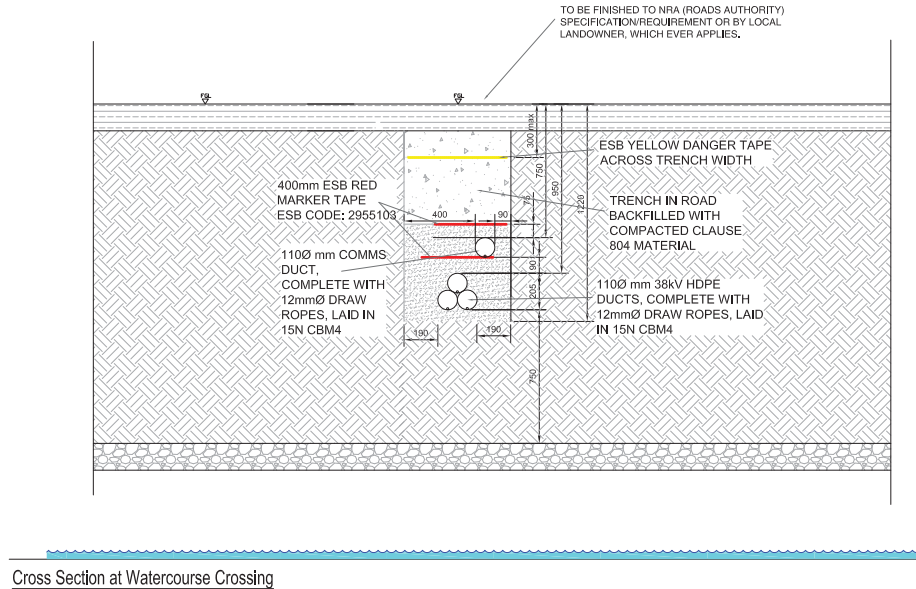 TO BE FINISHED TO NRA (ROADS AUTHORITY)
SPECIFICATION/REQUIREMENT OR BY LOCAL
LANDOWNER, WHICH EVER APPLIES.
FGL
FGL
300 max
750
950
1220
ESB YELLOW DANGER TAPE
ACROSS TRENCH WIDTH
400mm ESB RED
MARKER TAPE
ESB CODE: 2955103
400
90
75
TRENCH IN ROAD
BACKFILLED WITH
COMPACTED CLAUSE
804 MATERIAL
110Ø mm COMMS
DUCT,
COMPLETE WITH
12mmØ DRAW
ROPES, LAID IN
15N CBM4
90
205
110Ø mm 38kV HDPE
DUCTS, COMPLETE WITH
12mmØ DRAW ROPES, LAID
IN 15N CBM4
190
190
750
Cross Section at Watercourse Crossing